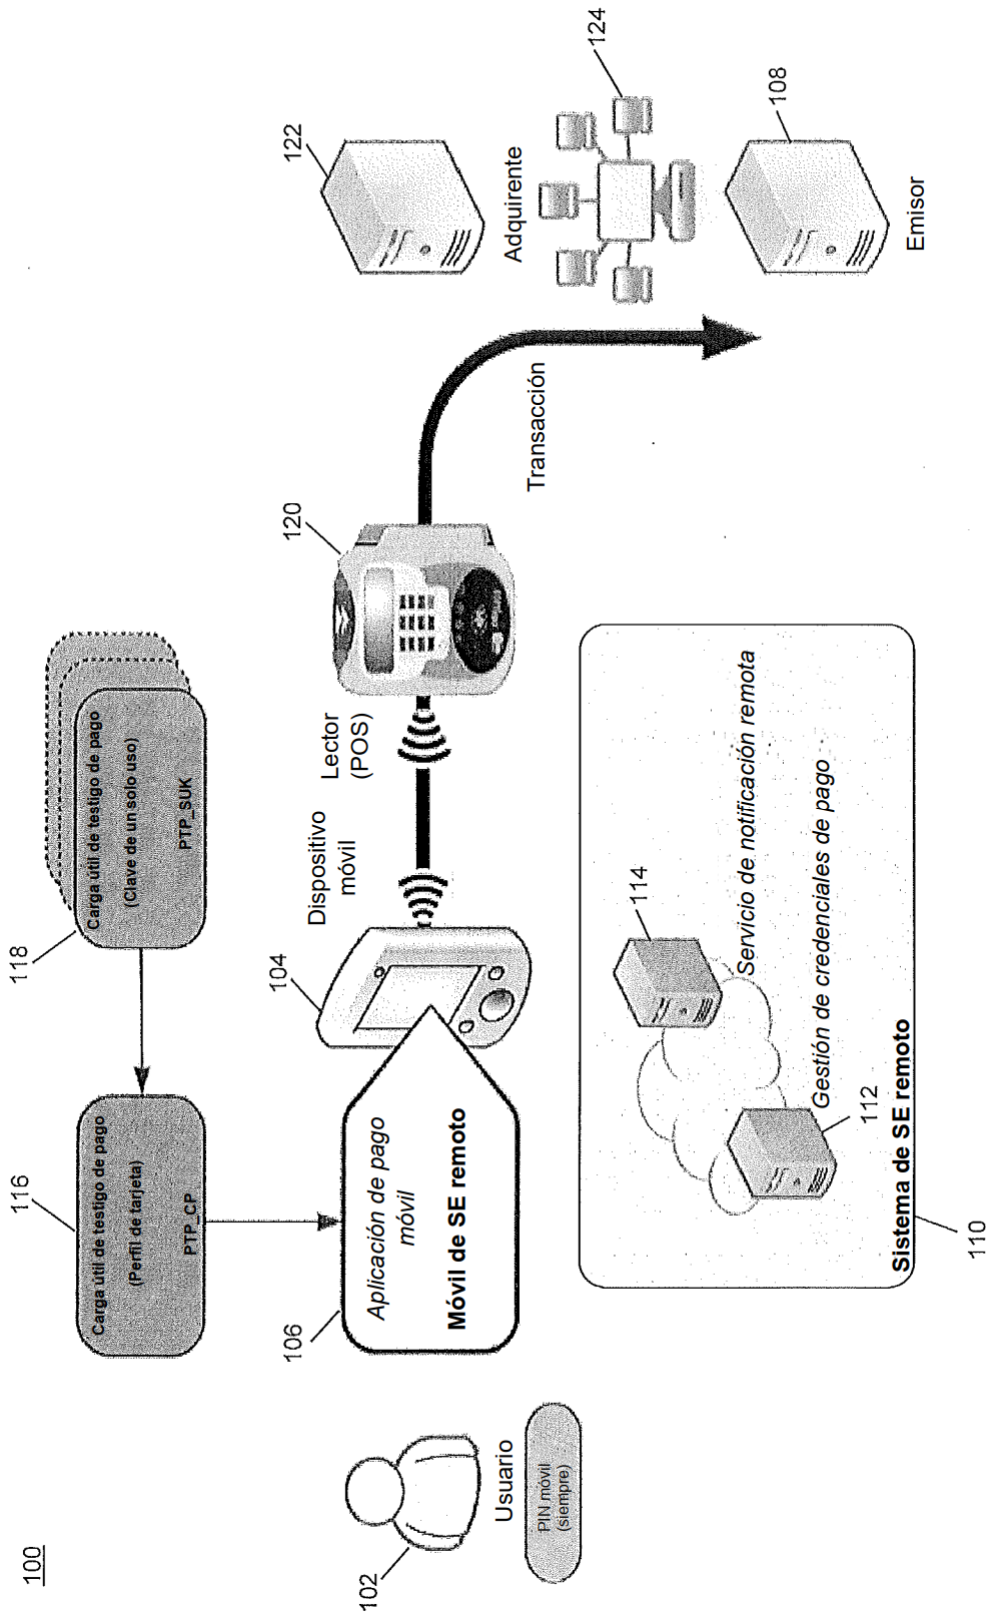 100
116
Carga útil de testigo de pago
(Perfil de tarjeta)
PTP_CP
118
Carga útil de testigo de pago
(Clave de un solo uso)
PTP_SUK
102
Usuario
PIN móvil
(siempre)
106
Aplicación de pago
móvil
Móvil de SE remoto
104
Dispositivo
móvil
Lector
(POS)
120
Transacción
122
Adquirente
124
108
Emisor
114
Servicio de notificación remota
Gestión de credenciales de pago
112
Sistema de SE remoto
110